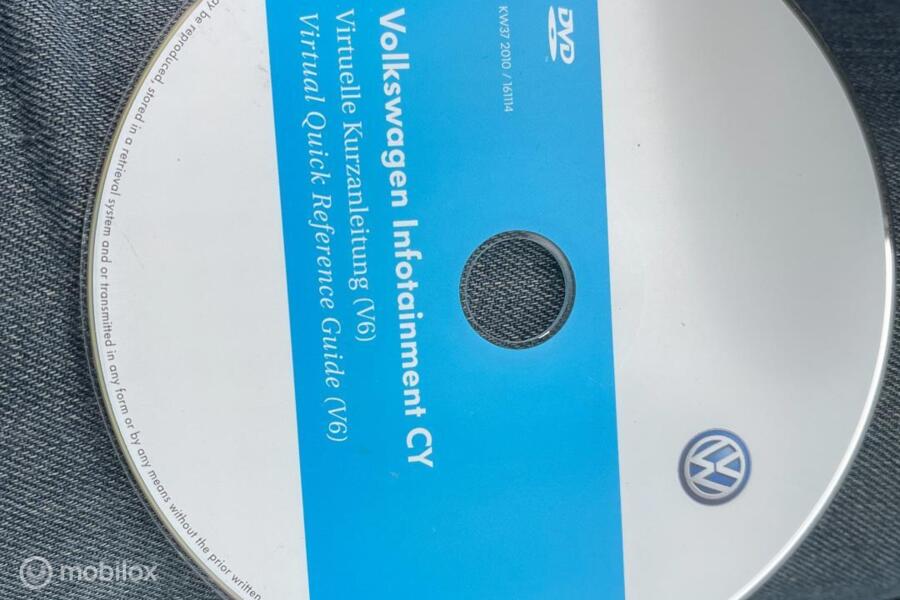 DVD
KW37 2010 / 161114
Volkswagen Infotainment CY
Virtuelle Kurzanleitung (V6)
Virtual Quick Reference Guide (V6)
be reproduced, stored in a retrieval system and or transmitted in any form or by any means without the prior written
VW
mobilox